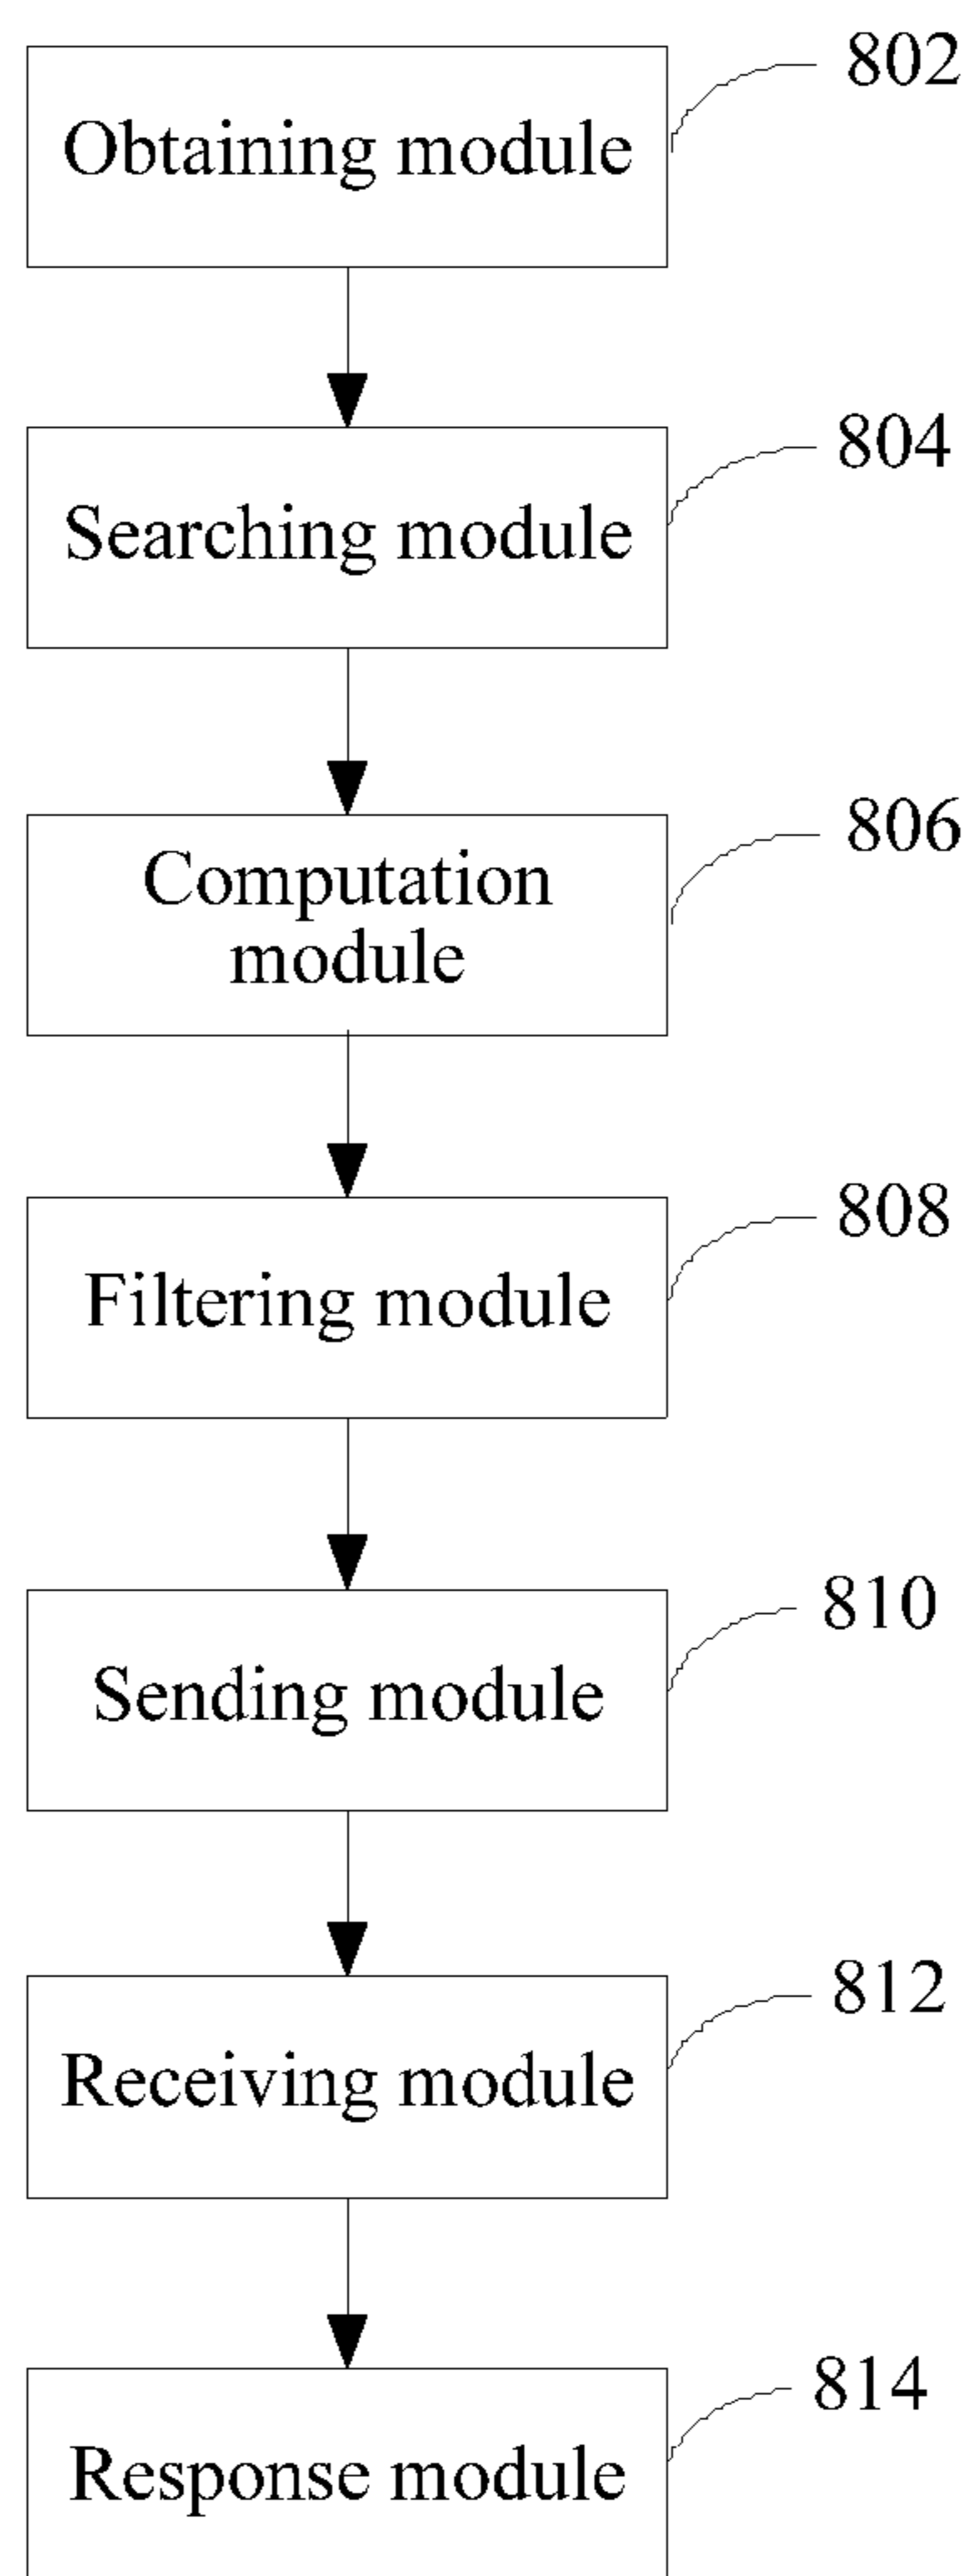 802
Obtaining module
804
Searching module
806
Computation
module
808
Filtering module
810
Sending module
812
Receiving module
814
Response module